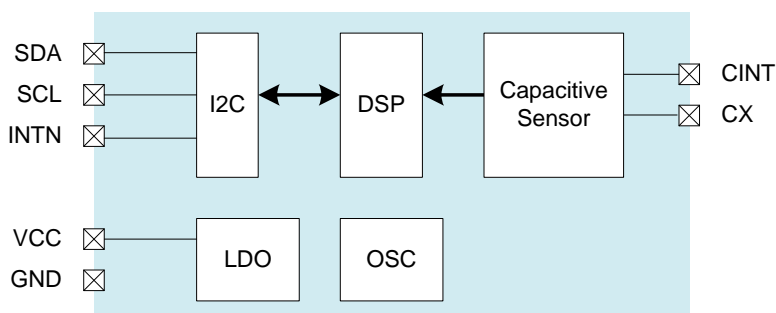 SDA
SCL
INTN
I2C
DSP
Capacitive
Sensor
CINT
CX
VCC
GND
LDO
OSC